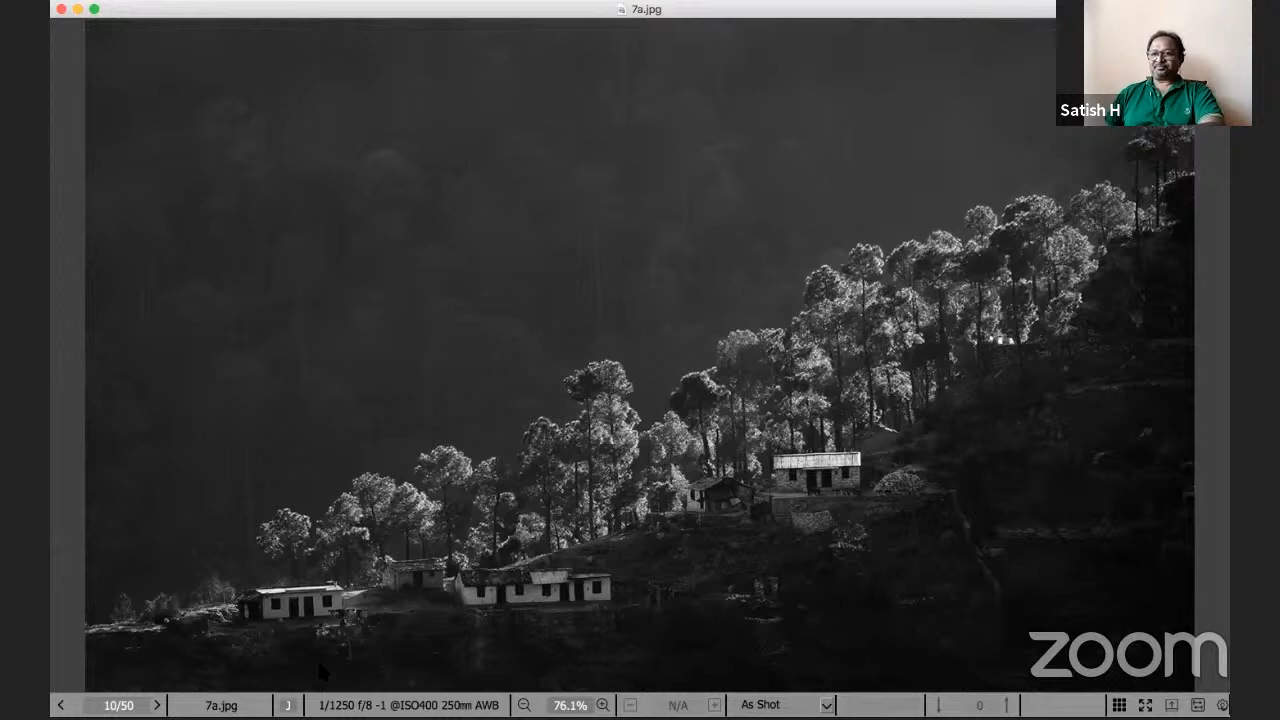 7a.jpg
Satish H
zoom
10/50
7a.jpg
J
1/1250 f/8 -1 @ISO400 250mm AWB
76.1%
N/A
As Shot
0